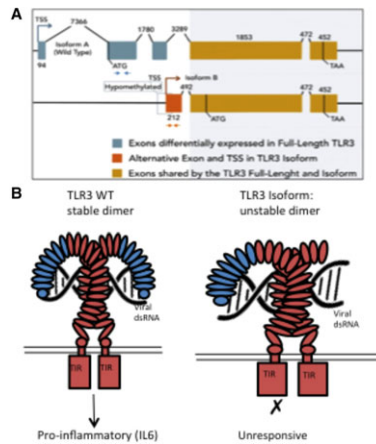 A
TSS
7366
1780
3289
1853
472
452
Isoform A
(Wild Type)
94
ATG
TAA
TSS
Isoform B
Hypomethylated
492
472
452
212
ATG
TAA
Exons differentially expressed in Full-Length TLR3
Alternative Exon and TSS in TLR3 Isoform
Exons shared by the TLR3 Full-Lenght and Isoform
B
TLR3 WT
stable dimer
TLR3 Isoform:
unstable dimer
Viral
dsRNA
Viral
dsRNA
TIR
TIR
TIR
TIR
✗
Pro-inflammatory (IL6)
Unresponsive